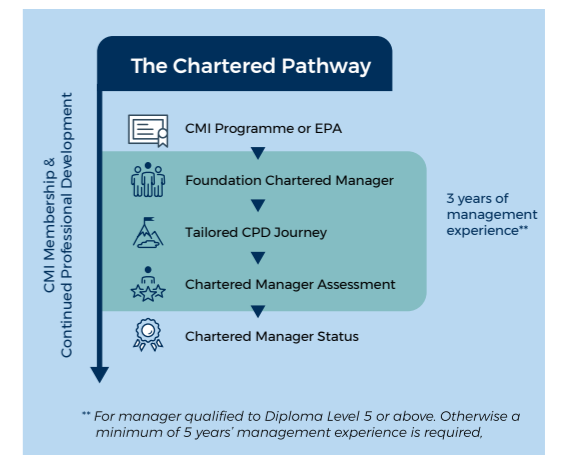 The Chartered Pathway
CMI Membership &
Continued Professional Development
CMI Programme or EPA
Foundation Chartered Manager
Tailored CPD Journey
Chartered Manager Assessment
Chartered Manager Status
3 years of
management
experience**
** For manager qualified to Diploma Level 5 or above. Otherwise a
minimum of 5 years’ management experience is required,